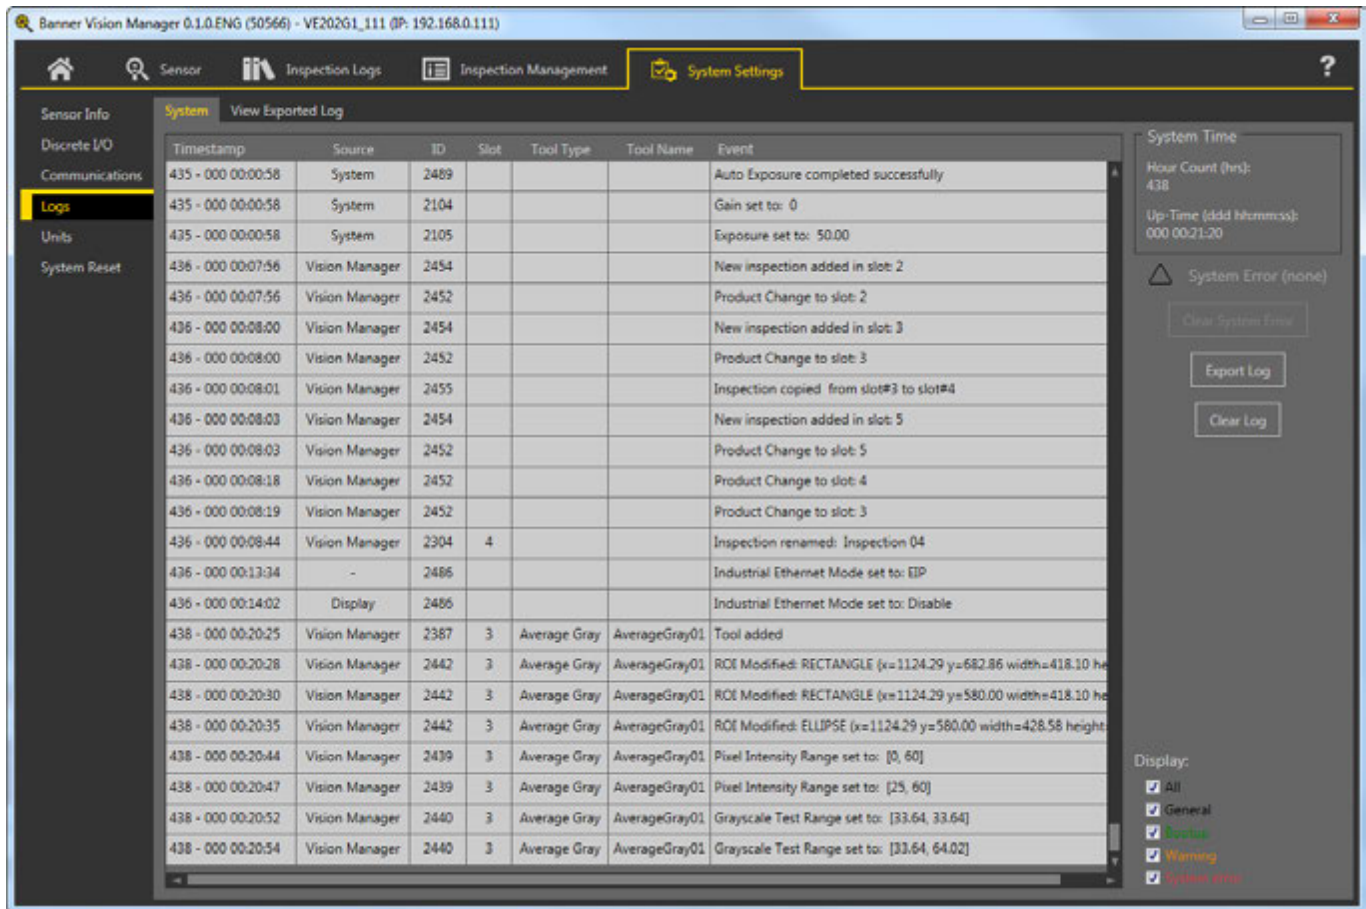 Banner Vision Manager 0.1.0.ENG (50566) - VE202G1_111 (IP: 192.168.0.111)
Sensor Inspection Logs Inspection Management System Settings ?
Sensor Info
Discrete I/O
Communications
Logs
Units
System Reset
System View Exported Log
Timestamp Source ID Slot Tool Type Tool Name Event
435 - 000 00:00:58 System 2489 Auto Exposure completed successfully
435 - 000 00:00:58 System 2104 Gain set to: 0
435 - 000 00:00:58 System 2105 Exposure set to: 50.00
436 - 000 00:07:56 Vision Manager 2454 New inspection added in slot: 2
436 - 000 00:07:56 Vision Manager 2452 Product Change to slot: 2
436 - 000 00:08:00 Vision Manager 2454 New inspection added in slot: 3
436 - 000 00:08:00 Vision Manager 2452 Product Change to slot: 3
436 - 000 00:08:01 Vision Manager 2455 Inspection copied from slot#3 to slot#4
436 - 000 00:08:03 Vision Manager 2454 New inspection added in slot: 5
436 - 000 00:08:03 Vision Manager 2452 Product Change to slot: 5
436 - 000 00:08:18 Vision Manager 2452 Product Change to slot: 4
436 - 000 00:08:19 Vision Manager 2452 Product Change to slot: 3
436 - 000 00:08:44 Vision Manager 2304 4 Inspection renamed: Inspection 04
436 - 000 00:13:34 - 2486 Industrial Ethernet Mode set to: EIP
436 - 000 00:14:02 Display 2486 Industrial Ethernet Mode set to: Disable
438 - 000 00:20:25 Vision Manager 2387 3 Average Gray AverageGray01 Tool added
438 - 000 00:20:28 Vision Manager 2442 3 Average Gray AverageGray01 ROI Modified: RECTANGLE (x=1124.29 y=682.86 width=418.10 he
438 - 000 00:20:30 Vision Manager 2442 3 Average Gray AverageGray01 ROI Modified: RECTANGLE (x=1124.29 y=580.00 width=418.10 he
438 - 000 00:20:35 Vision Manager 2442 3 Average Gray AverageGray01 ROI Modified: ELLIPSE (x=1124.29 y=580.00 width=428.58 height
438 - 000 00:20:44 Vision Manager 2439 3 Average Gray AverageGray01 Pixel Intensity Range set to: [0, 60]
438 - 000 00:20:47 Vision Manager 2439 3 Average Gray AverageGray01 Pixel Intensity Range set to: [25, 60]
438 - 000 00:20:52 Vision Manager 2440 3 Average Gray AverageGray01 Grayscale Test Range set to: [33.64, 33.64]
438 - 000 00:20:54 Vision Manager 2440 3 Average Gray AverageGray01 Grayscale Test Range set to: [33.64, 64.02]
System Time
Hour Count (hrs):
438
Up-Time (ddd hh:mm:ss):
000 00:21:20
System Error (none)
Clear System Error
Export Log
Clear Log
Display:
All
General
Bootup
Warning
System error